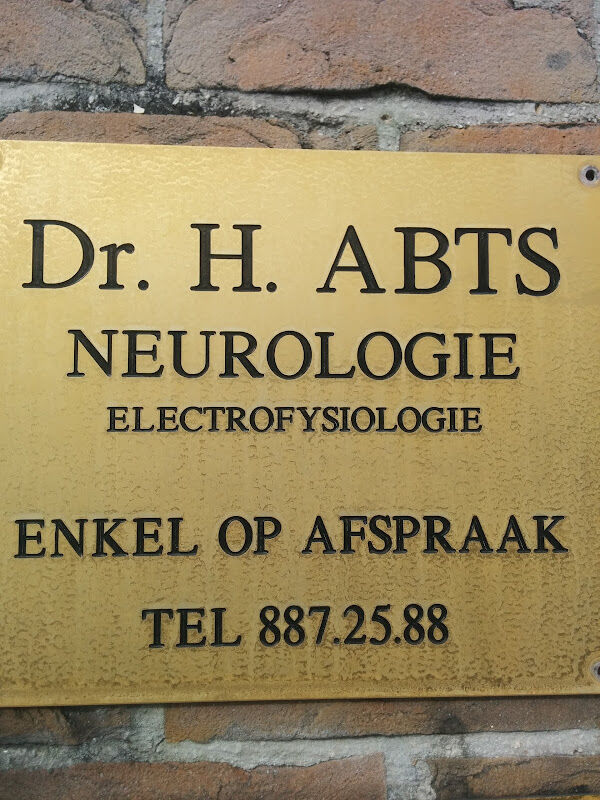 Dr. H. ABTS
NEUROLOGIE
ELECTROFYSIOLOGIE
ENKEL OP AFSPRAAK
TEL 887.25.88